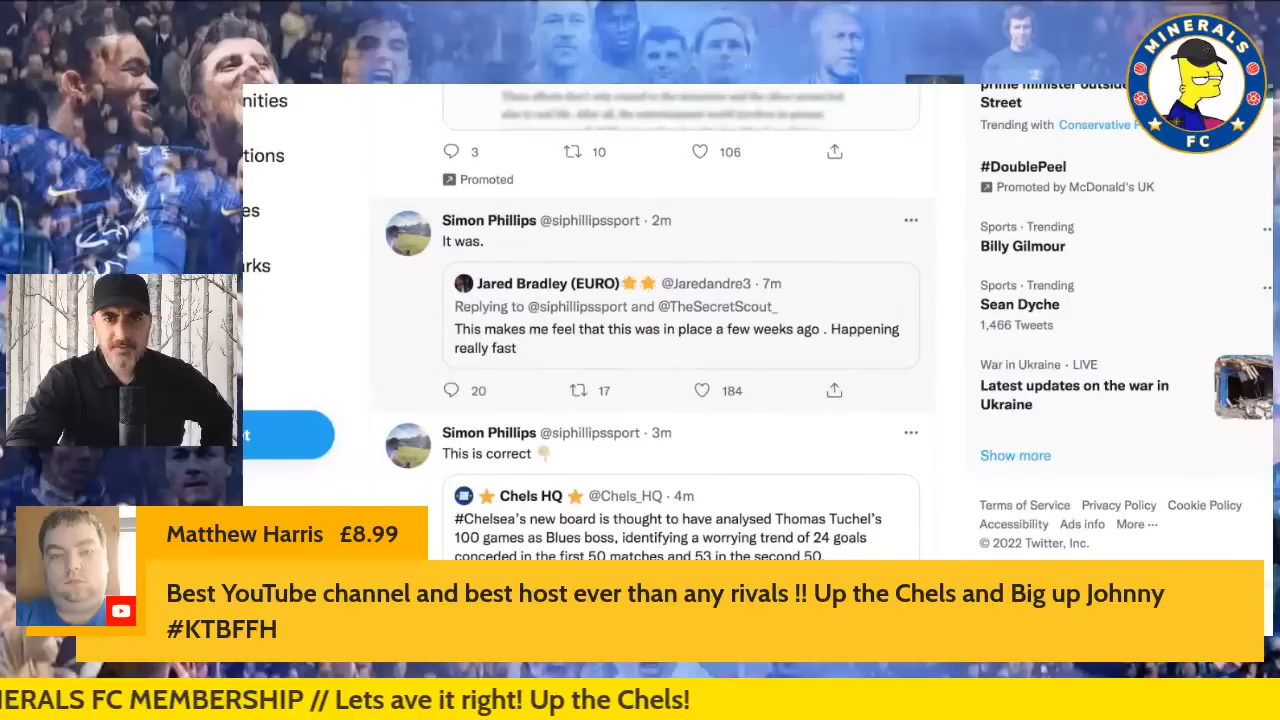 MINERALS
FC
nities
tions
es
rks
et
3
10
106
Promoted
Simon Phillips @siphillipssport · 2m
It was.
Jared Bradley (EURO) @Jaredandre3 · 7m
Replying to @siphillipssport and @TheSecretScout_
This makes me feel that this was in place a few weeks ago . Happening
really fast
20
17
184
Simon Phillips @siphillipssport · 3m
This is correct
Chels HQ @Chels_HQ · 4m
#Chelsea's new board is thought to have analysed Thomas Tuchel's
100 games as Blues boss, identifying a worrying trend of 24 goals
conceded in the first 50 matches and 53 in the second 50.
prime minister outside
Street
Trending with Conservative P
#DoublePeel
Promoted by McDonald's UK
Sports · Trending
Billy Gilmour
Sports · Trending
Sean Dyche
1,466 Tweets
War in Ukraine · LIVE
Latest updates on the war in
Ukraine
Show more
Terms of Service Privacy Policy Cookie Policy
Accessibility Ads info More ···
© 2022 Twitter, Inc.
Matthew Harris £8.99
Best YouTube channel and best host ever than any rivals !! Up the Chels and Big up Johnny
#KTBFFH
NERALS FC MEMBERSHIP // Lets ave it right! Up the Chels!